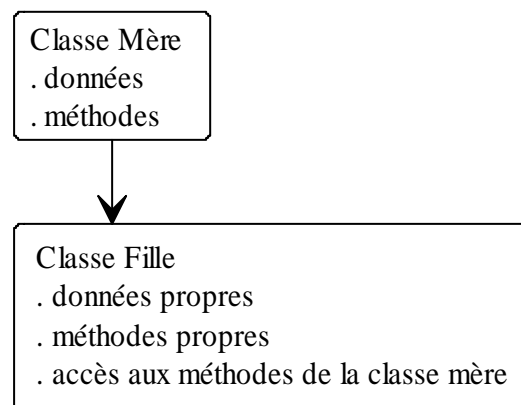 Classe Mère
. données
. méthodes
Classe Fille
. données propres
. méthodes propres
. accès aux méthodes de la classe mère